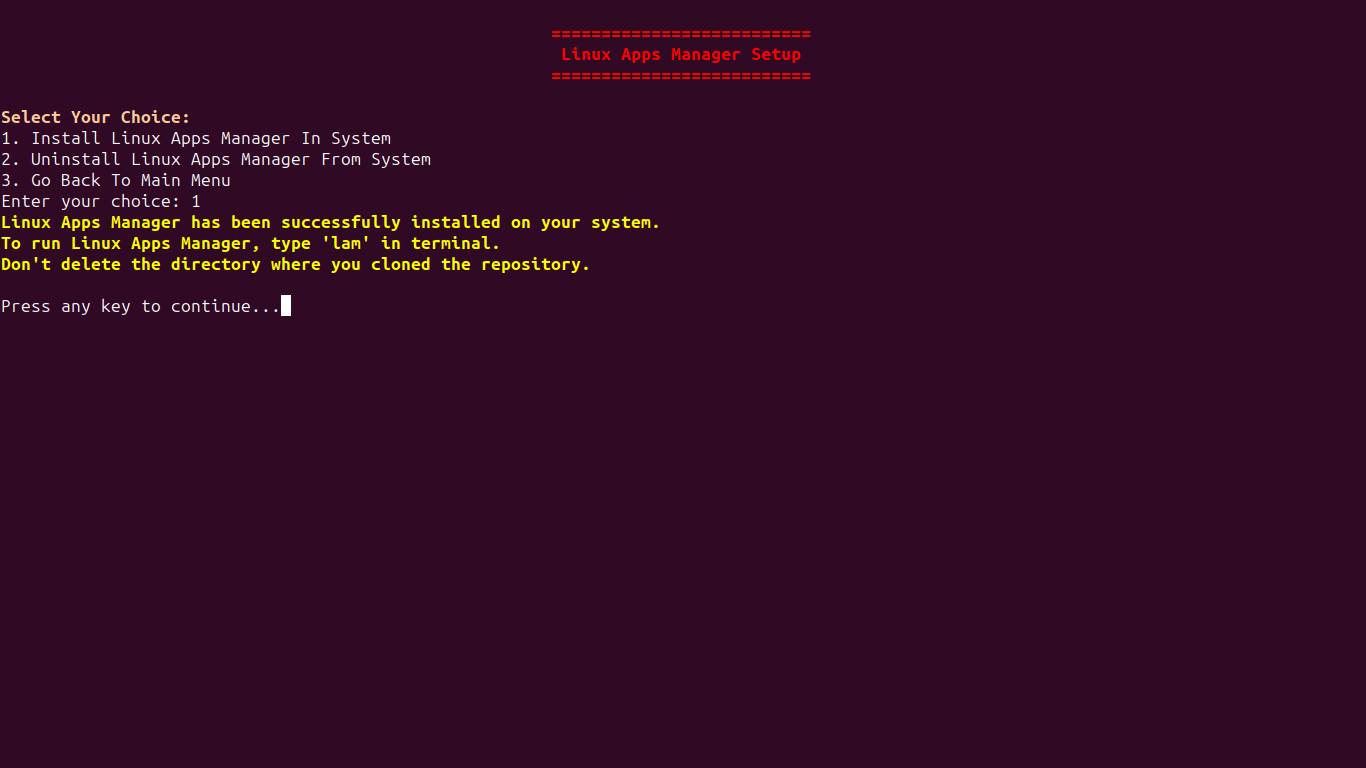 ==========================
Linux Apps Manager Setup
==========================
Select Your Choice:
1. Install Linux Apps Manager In System
2. Uninstall Linux Apps Manager From System
3. Go Back To Main Menu
Enter your choice: 1
Linux Apps Manager has been successfully installed on your system.
To run Linux Apps Manager, type 'lam' in terminal.
Don't delete the directory where you cloned the repository.
Press any key to continue...